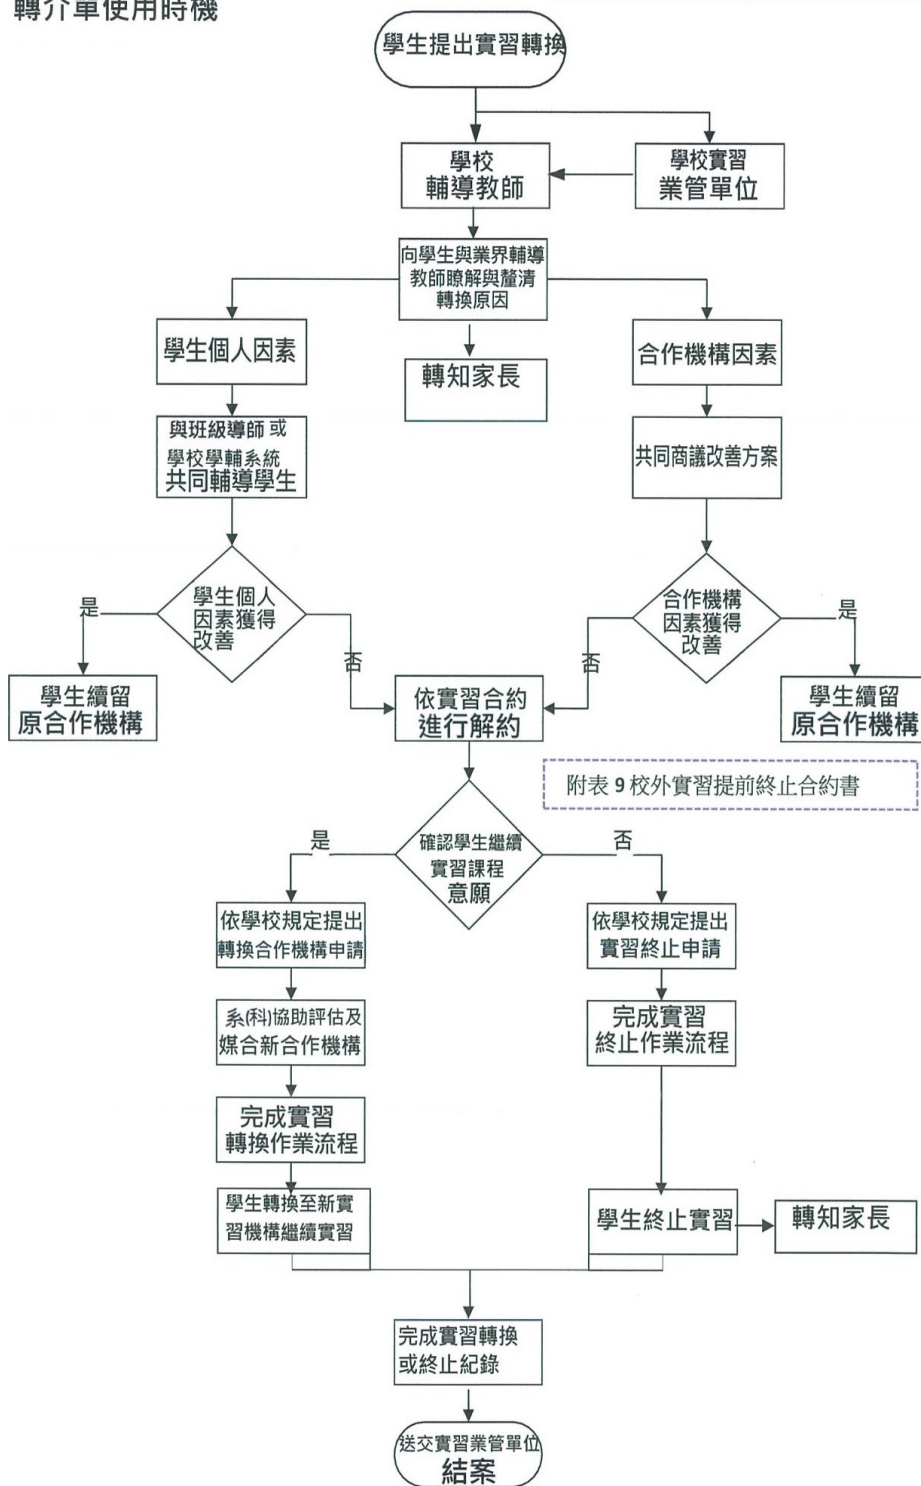 轉介單使用時機
學生提出實習轉換
學校
輔導教師
學校實習
業管單位
向學生與業界輔導
教師瞭解與釐清
轉換原因
學生個人因素
轉知家長
合作機構因素
與班級導師 或
學校學輔系統
共同輔導學生
共同商議改善方案
學生個人
因素獲得
改善
合作機構
因素獲得
改善
是
否
否
是
學生續留
原合作機構
依實習合約
進行解約
學生續留
原合作機構
附表 9 校外實習提前終止合約書
確認學生繼續
實習課程
意願
是
否
依學校規定提出
轉換合作機構申請
依學校規定提出
實習終止申請
系(科)協助評估及
媒合新合作機構
完成實習
終止作業流程
完成實習
轉換作業流程
學生轉換至新實
習機構繼續實習
學生終止實習
轉知家長
完成實習轉換
或終止紀錄
送交實習業管單位
結案